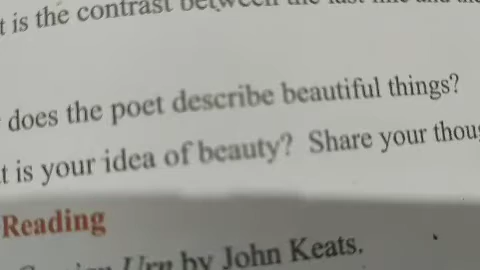 t is the contrast between the last line and the
does the poet describe beautiful things?
t is your idea of beauty? Share your thou
Reading
Urn by John Keats.